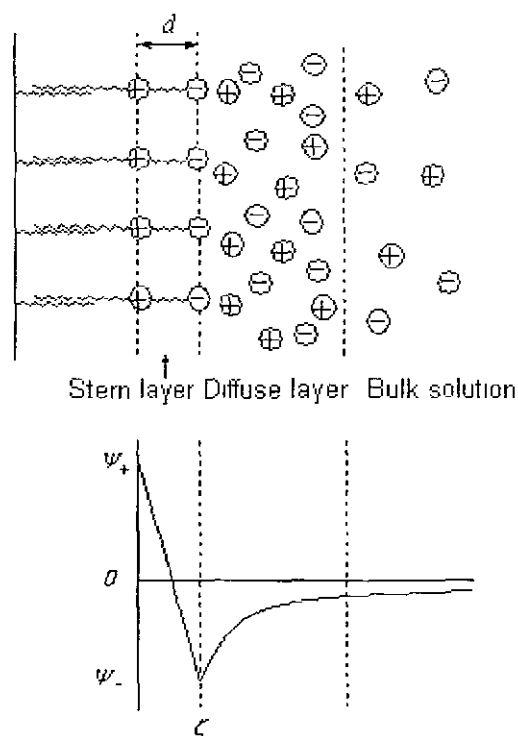 d
Stern layer Diffuse layer Bulk solution
Ψ+
0
Ψ-
ζ